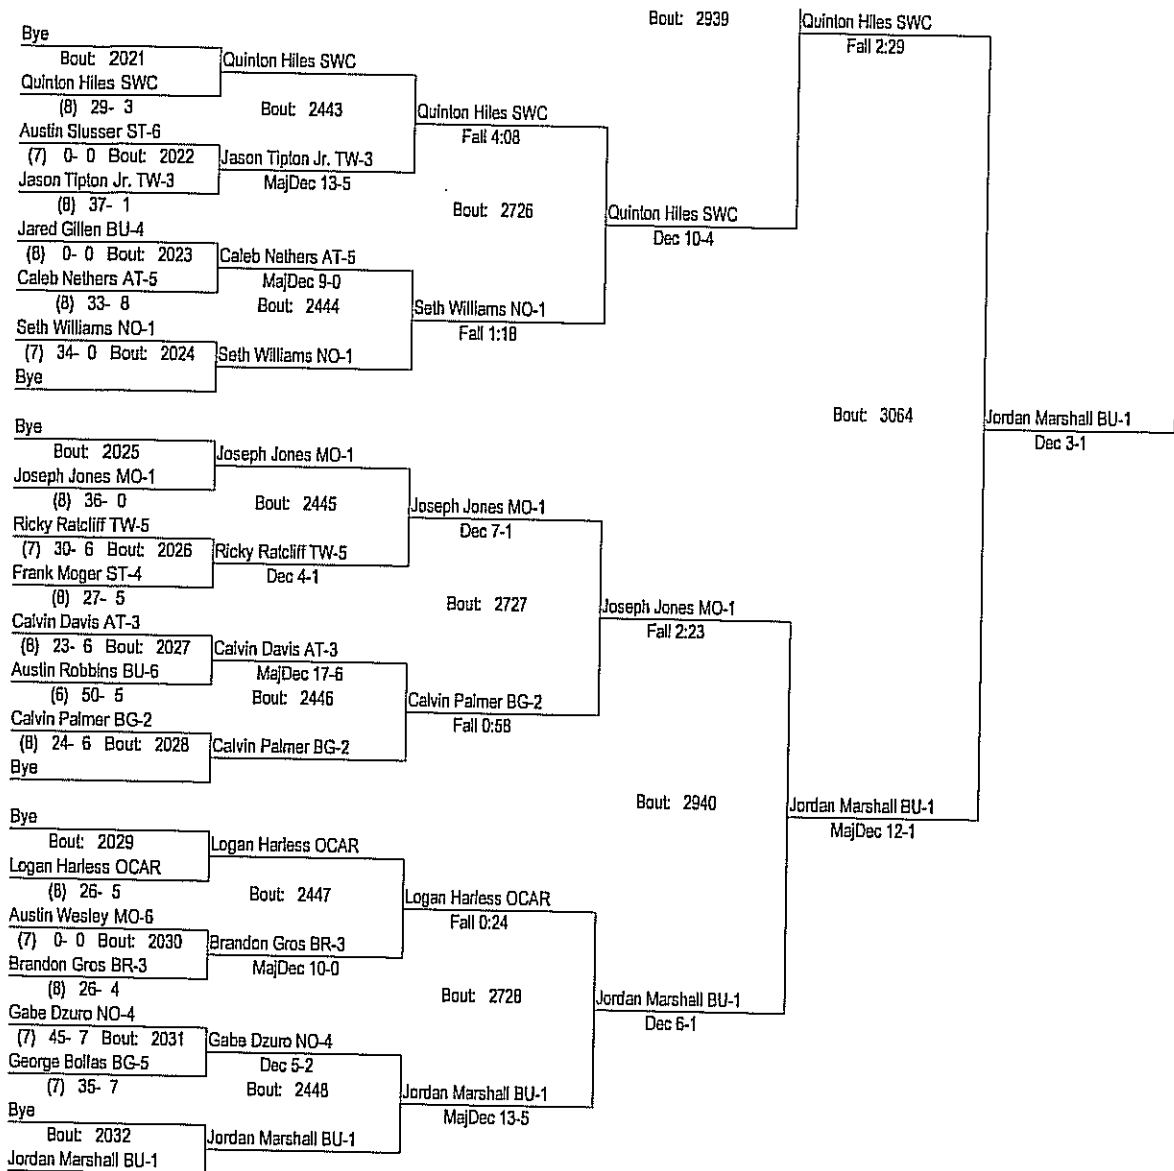 Bout: 2939
Quinton Hiles SWC
Fall 2:29
Bye
Bout: 2021
Quinton Hiles SWC
Quinton Hiles SWC
(8) 29- 3
Bout: 2443
Quinton Hiles SWC
Fall 4:08
Austin Slusser ST-6
(7) 0- 0 Bout: 2022
Jason Tipton Jr. TW-3
Jason Tipton Jr. TW-3
MajDec 13-5
(8) 37- 1
Bout: 2726
Quinton Hiles SWC
Dec 10-4
Jared Gillen BU-4
(8) 0- 0 Bout: 2023
Caleb Nethers AT-5
Caleb Nethers AT-5
MajDec 9-0
(8) 33- 8
Bout: 2444
Seth Williams NO-1
Fall 1:18
Seth Williams NO-1
(7) 34- 0 Bout: 2024
Seth Williams NO-1
Bye
Bout: 3064
Jordan Marshall BU-1
Dec 3-1
Bye
Bout: 2025
Joseph Jones MO-1
Joseph Jones MO-1
(8) 36- 0
Bout: 2445
Joseph Jones MO-1
Dec 7-1
Ricky Ratcliff TW-5
(7) 30- 6 Bout: 2026
Ricky Ratcliff TW-5
Frank Moger ST-4
Dec 4-1
(8) 27- 5
Bout: 2727
Joseph Jones MO-1
Fall 2:23
Calvin Davis AT-3
(8) 23- 6 Bout: 2027
Calvin Davis AT-3
Austin Robbins BU-6
MajDec 17-6
(6) 50- 5
Bout: 2446
Calvin Palmer BG-2
Fall 0:58
Calvin Palmer BG-2
(8) 24- 6 Bout: 2028
Calvin Palmer BG-2
Bye
Bout: 2940
Jordan Marshall BU-1
MajDec 12-1
Bye
Bout: 2029
Logan Harless OCAR
Logan Harless OCAR
(8) 26- 5
Bout: 2447
Logan Harless OCAR
Fall 0:24
Austin Wesley MO-6
(7) 0- 0 Bout: 2030
Brandon Gros BR-3
Brandon Gros BR-3
MajDec 10-0
(8) 26- 4
Bout: 2728
Jordan Marshall BU-1
Dec 6-1
Gabe Dzuro NO-4
(7) 45- 7 Bout: 2031
Gabe Dzuro NO-4
George Bollas BG-5
Dec 5-2
(7) 35- 7
Bout: 2448
Jordan Marshall BU-1
MajDec 13-5
Bye
Bout: 2032
Jordan Marshall BU-1
Jordan Marshall BU-1